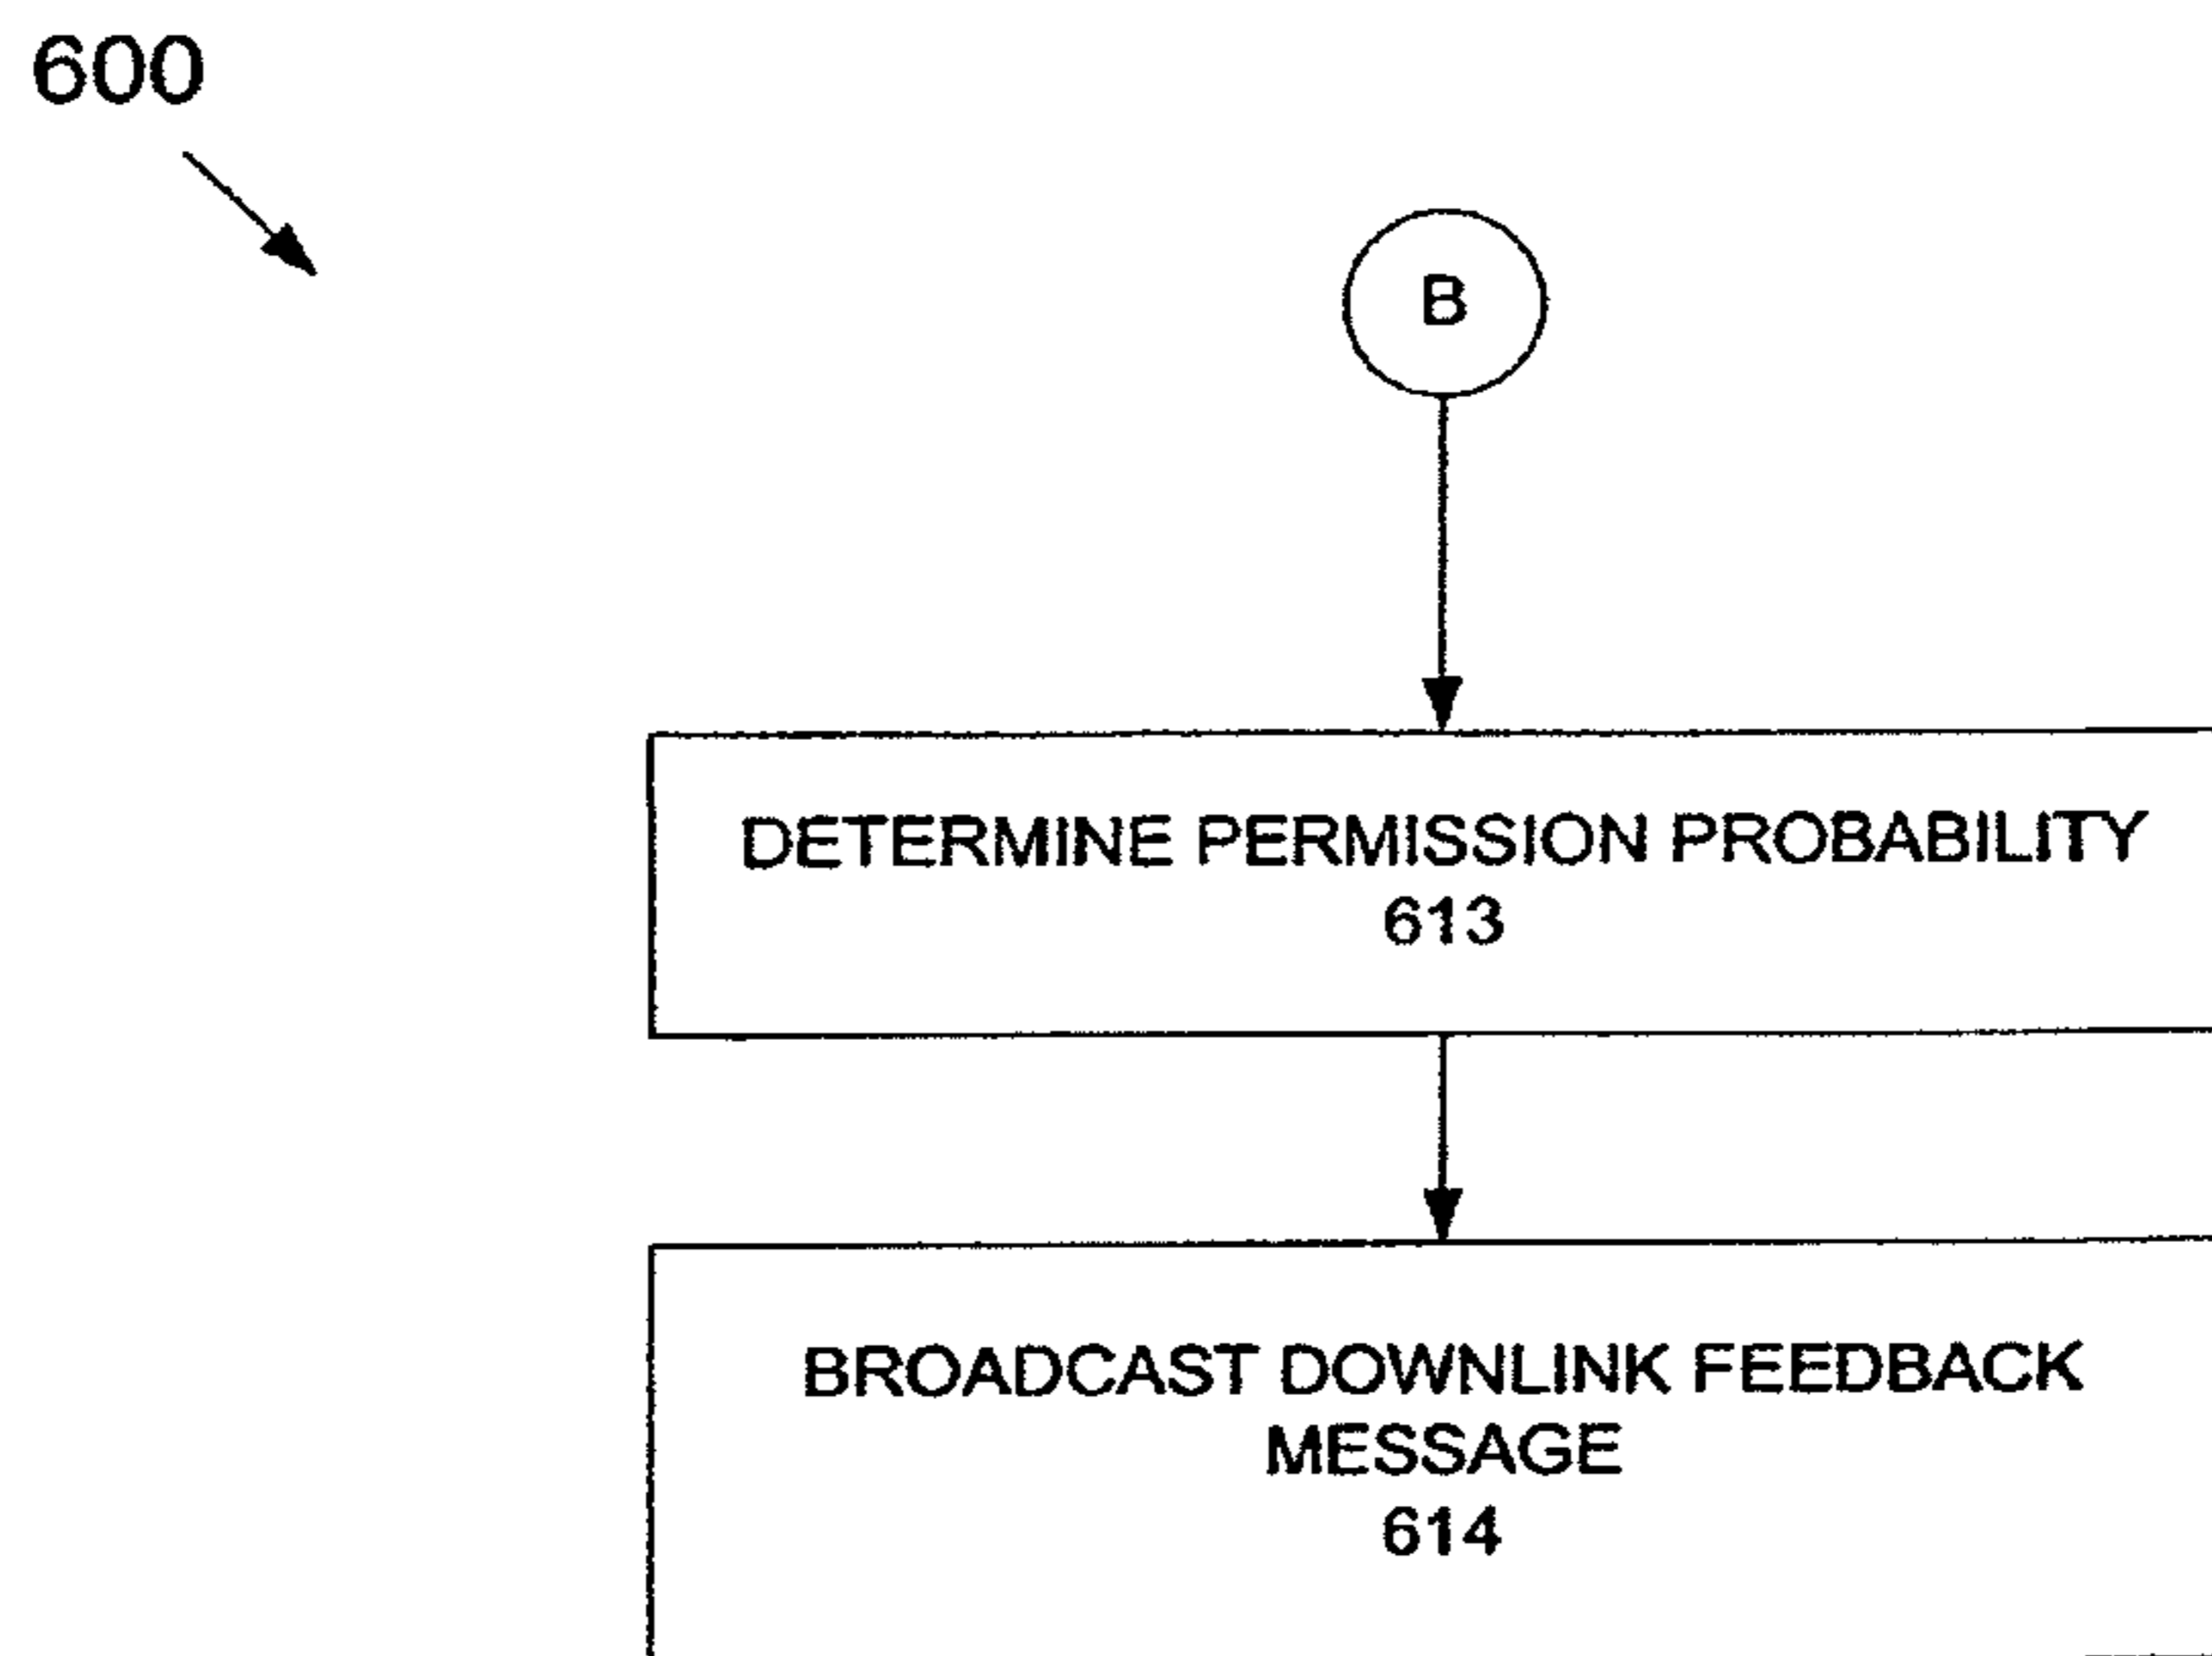 600
B
DETERMINE PERMISSION PROBABILITY
613
BROADCAST DOWNLINK FEEDBACK
MESSAGE
614